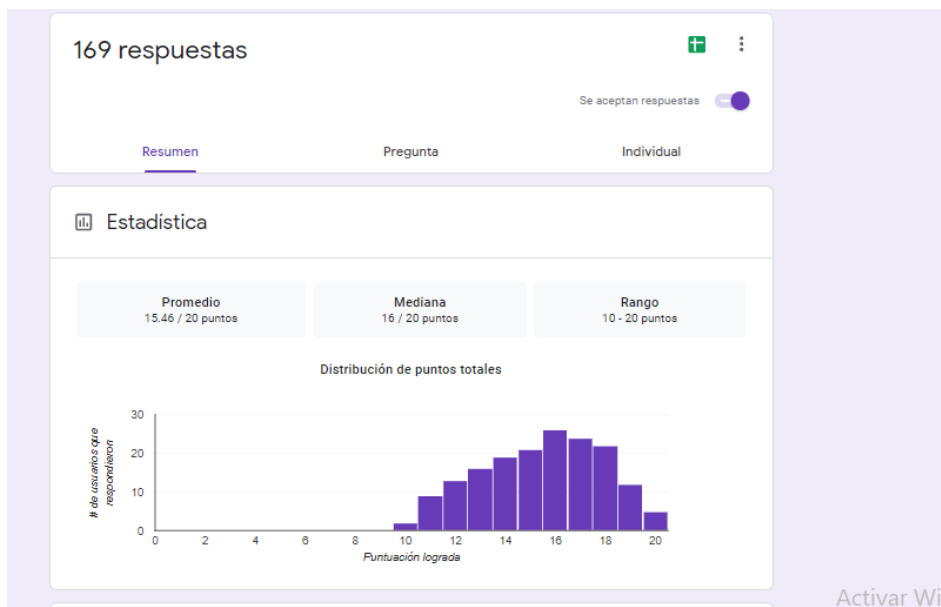 169 respuestas
Se aceptan respuestas
Resumen
Pregunta
Individual
Estadística
Promedio
15.46 / 20 puntos
Mediana
16 / 20 puntos
Rango
10 - 20 puntos
Distribución de puntos totales
# de usuarios que
respondieron
30
20
10
0
0 2 4 6 8 10 12 14 16 18 20
Puntuación lograda
Activar Wi